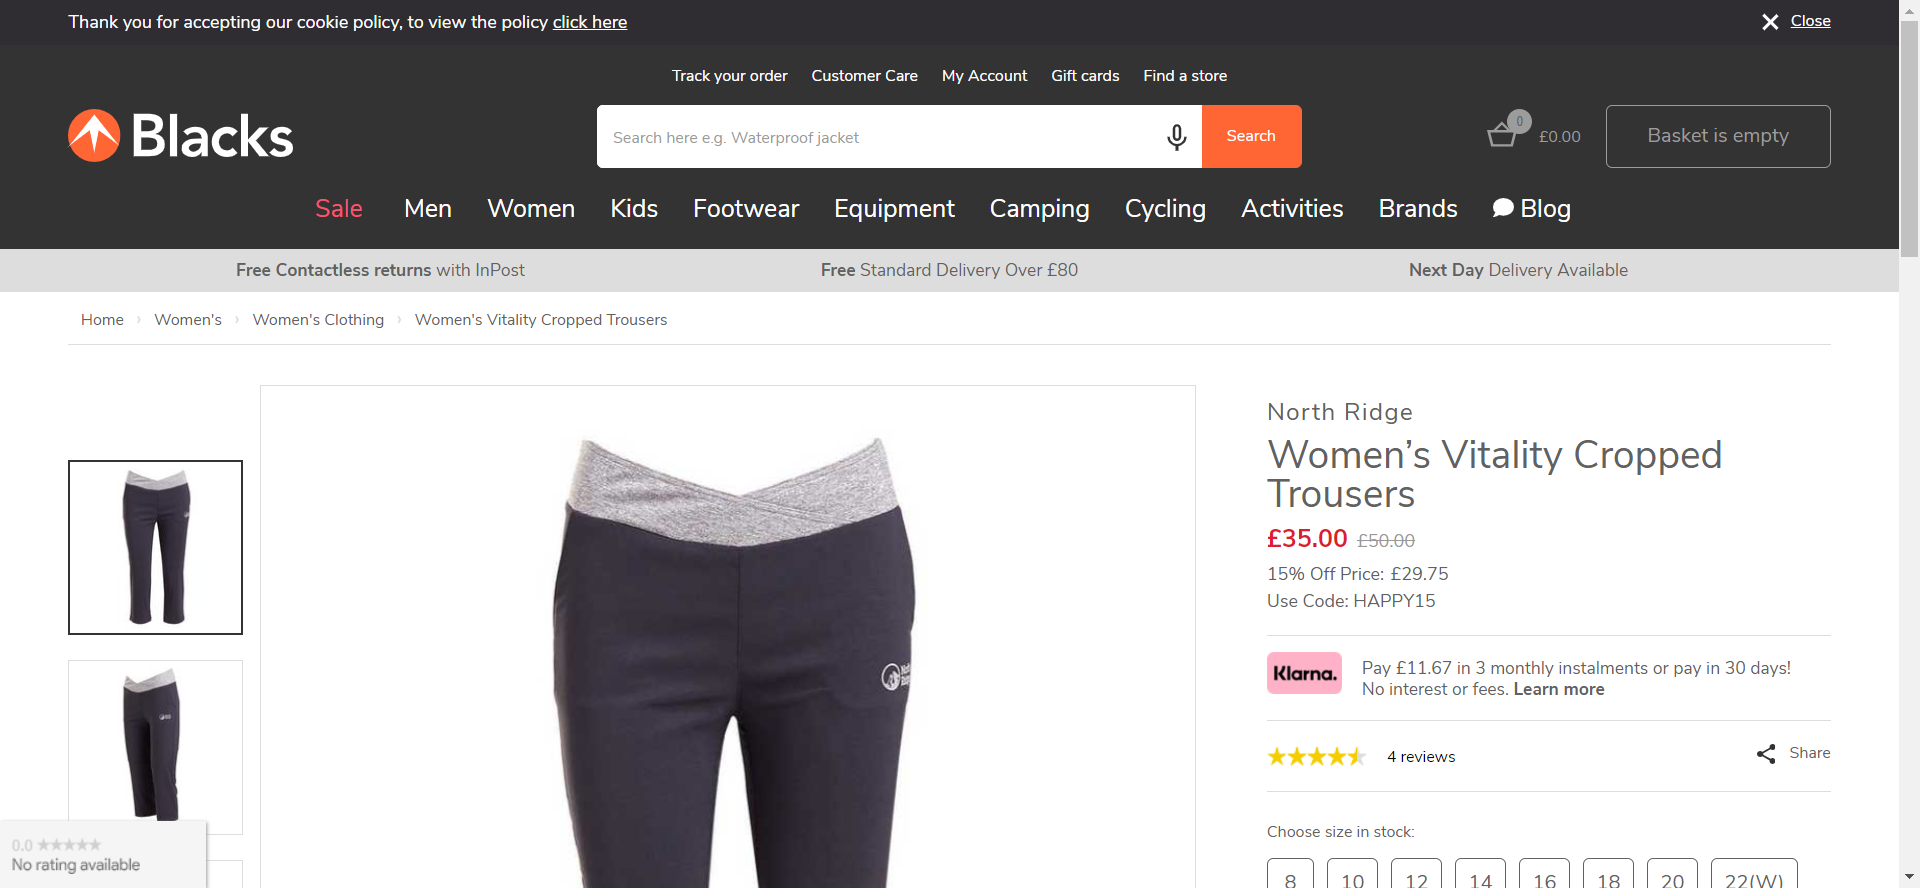 Thank you for accepting our cookie policy, to view the policy click here
Close
Track your order Customer Care My Account Gift cards Find a store
Blacks
Search here e.g. Waterproof jacket
Search
0
£0.00
Basket is empty
Sale Men Women Kids Footwear Equipment Camping Cycling Activities Brands Blog
Free Contactless returns with InPost
Free Standard Delivery Over £80
Next Day Delivery Available
Home › Women's › Women's Clothing › Women's Vitality Cropped Trousers
North Ridge
Women’s Vitality Cropped
Trousers
£35.00 £50.00
15% Off Price: £29.75
Use Code: HAPPY15
Klarna.
Pay £11.67 in 3 monthly instalments or pay in 30 days!
No interest or fees. Learn more
4 reviews
Share
Choose size in stock:
8 10 12 14 16 18 20 22(W)
0.0
No rating available